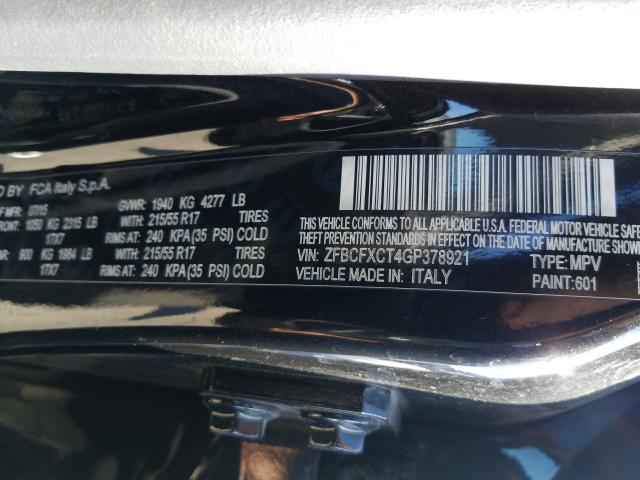 D BY FCA Italy S.p.A.
F MFR: 07/15 GVWR: 1940 KG 4277 LB
RONT: 1050 KG 2315 LB WITH 215/55 R17 TIRES
17X7 RIMS AT: 240 KPA(35 PSI) COLD
900 KG 1984 LB WITH 215/55 R17 TIRES
17X7 RIMS AT: 240 KPA(35 PSI) COLD
THIS VEHICLE CONFORMS TO ALL APPLICABLE U.S.A. FEDERAL MOTOR VEHICLE SAFE
BUMPER, AND THEFT PREVENTION STANDARDS IN EFFECT ON THE DATE OF MANUFACTURE SHOWN
VIN: ZFBCFXCT4GP378921 TYPE: MPV
VEHICLE MADE IN: ITALY PAINT: 601